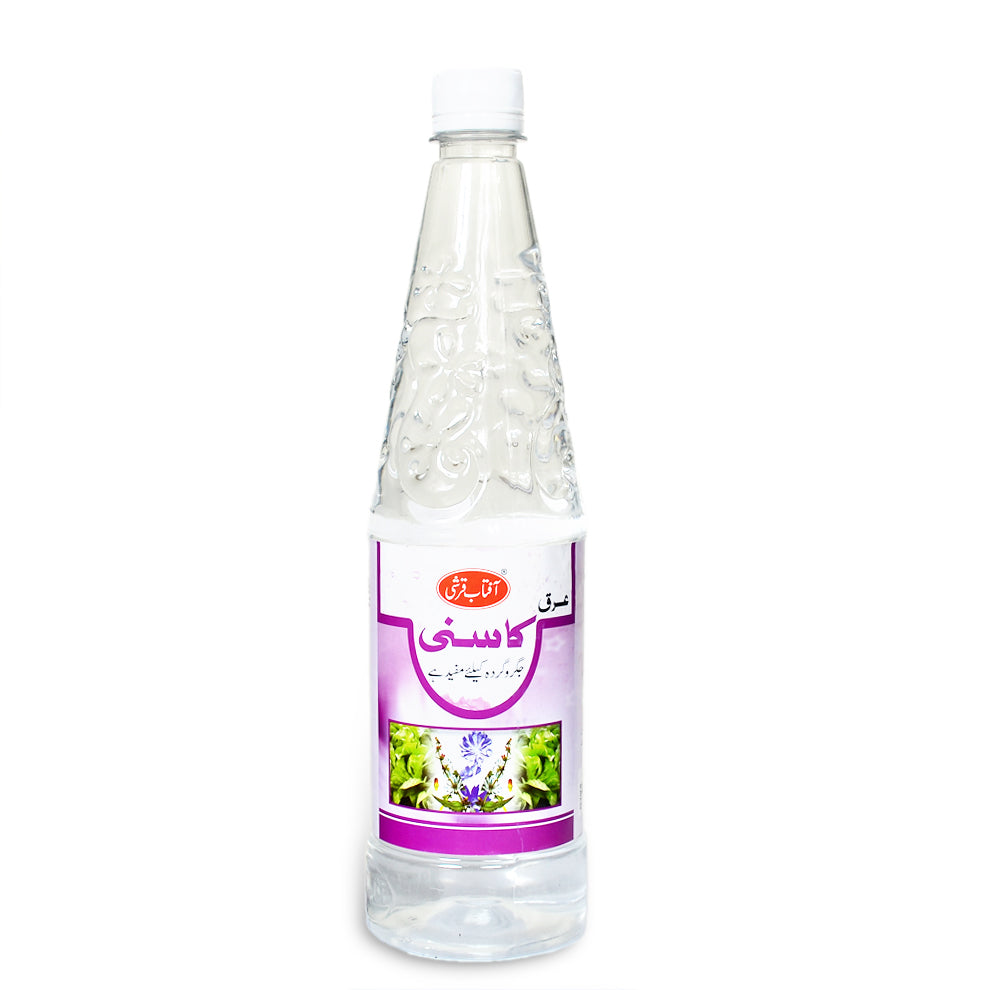 آفتاب قرشی®
عرق
کاسنی
جگر و گردہ کیلئے مفید ہے